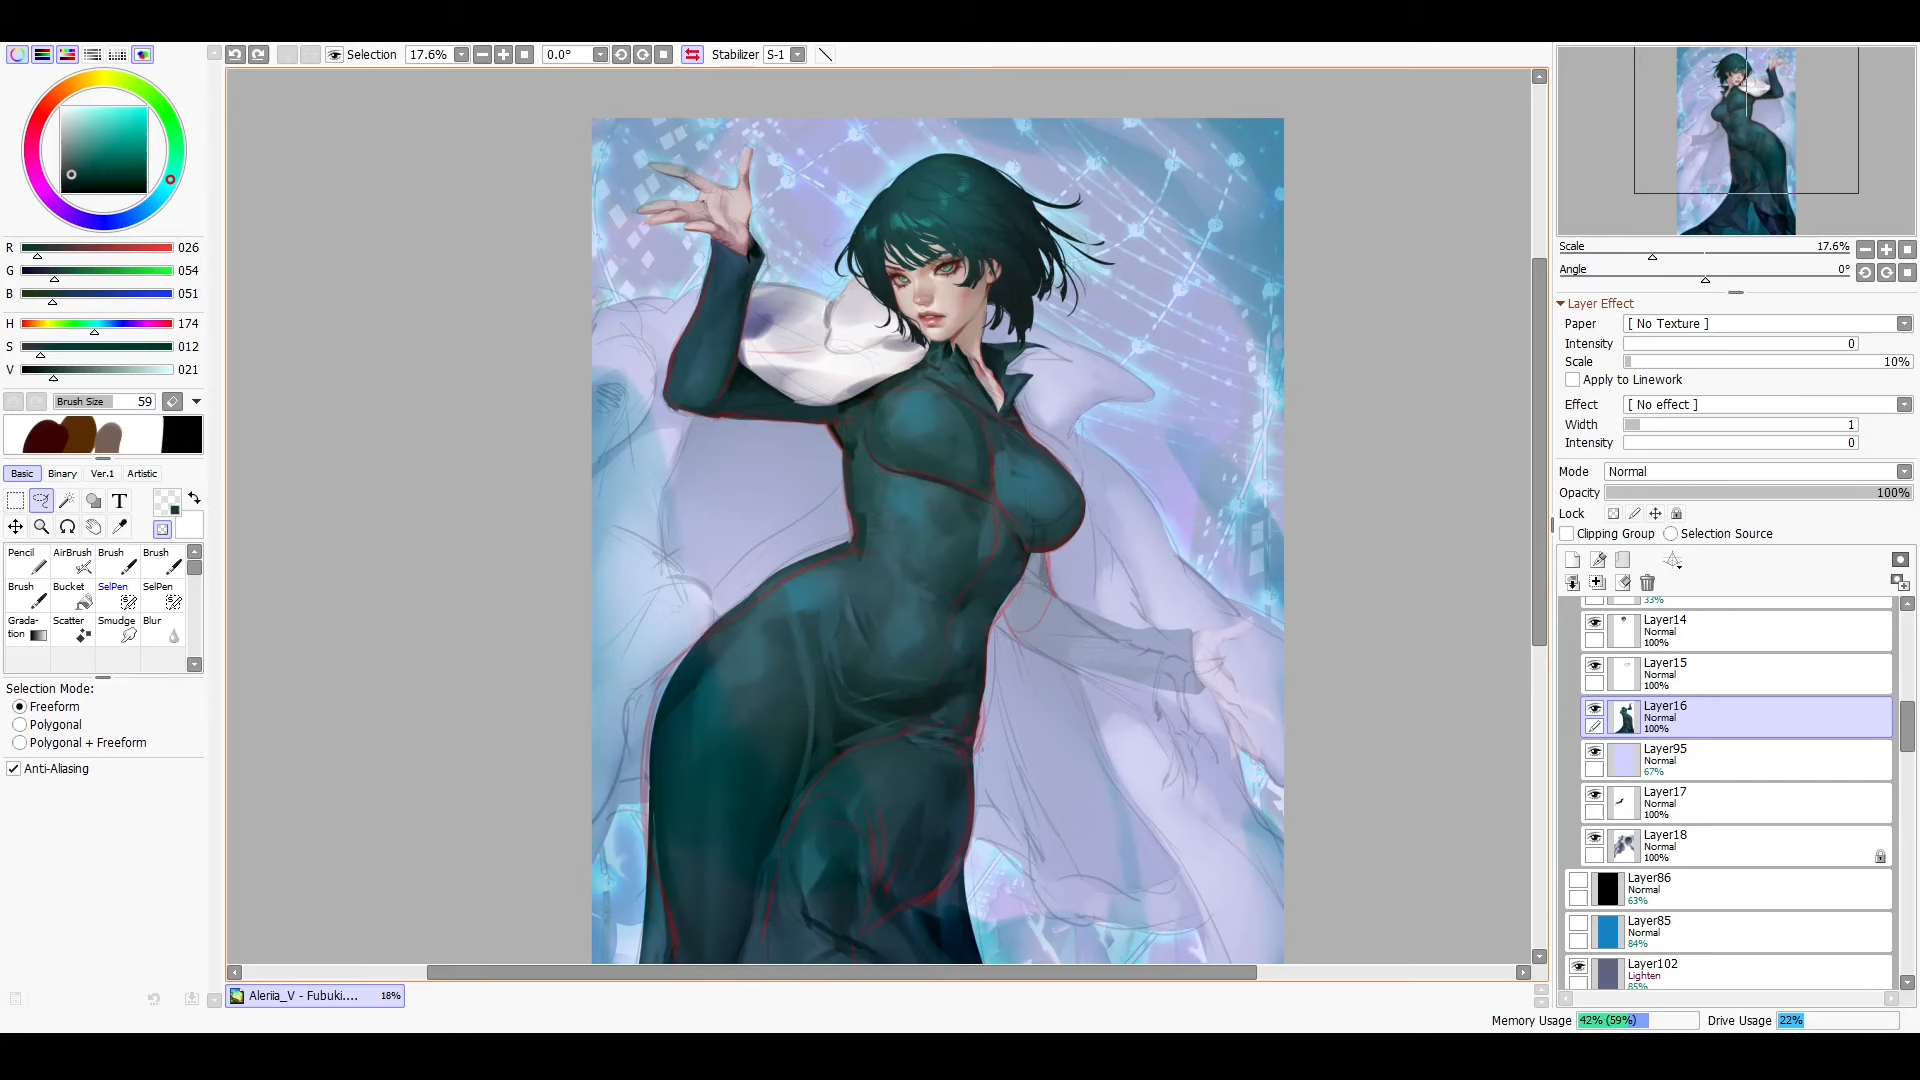 Selection 17.6% 0.0° Stabilizer S-1
R 026
G 054
B 051
H 174
S 012
V 021
Brush Size 59
Basic Binary Ver.1 Artistic
T
Pencil AirBrush Brush Brush
Brush Bucket SelPen SelPen
Grada- Scatter Smudge Blur
tion
Selection Mode:
Freeform
Polygonal
Polygonal + Freeform
Anti-Aliasing
Aleriia_V - Fubuki.... 18%
Scale 17.6%
Angle 0°
Layer Effect
Paper [ No Texture ]
Intensity 0
Scale 10%
Apply to Linework
Effect [ No effect ]
Width 1
Intensity 0
Mode Normal
Opacity 100%
Lock
Clipping Group Selection Source
33%
Layer14
Normal
100%
Layer15
Normal
100%
Layer16
Normal
100%
Layer95
Normal
67%
Layer17
Normal
100%
Layer18
Normal
100%
Layer86
Normal
63%
Layer85
Normal
84%
Layer102
Lighten
85%
Memory Usage 42% (59%) Drive Usage 22%